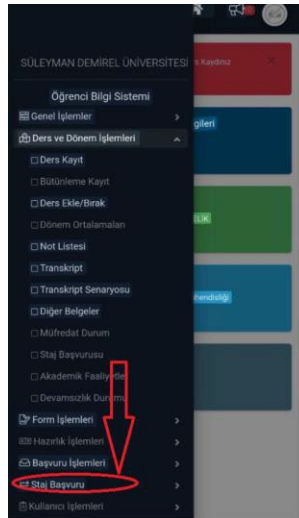 SÜLEYMAN DEMİREL ÜNİVERSİTESİ
s Kaydınız
Öğrenci Bilgi Sistemi
Genel İşlemler
gileri
Ders ve Dönem İşlemleri
Ders Kayıt
Bütünleme Kayıt
Ders Ekle/Bırak
LİK
Dönem Ortalamaları
Not Listesi
Transkript
Transkript Senaryosu
hendisliği
Diğer Belgeler
Müfredat Durum
Staj Başvurusu
Akademik Faaliyetler
Devamsızlık Durumu
Form İşlemleri
Hazırlık İşlemleri
Başvuru İşlemleri
Staj Başvuru
Kullanıcı İşlemleri